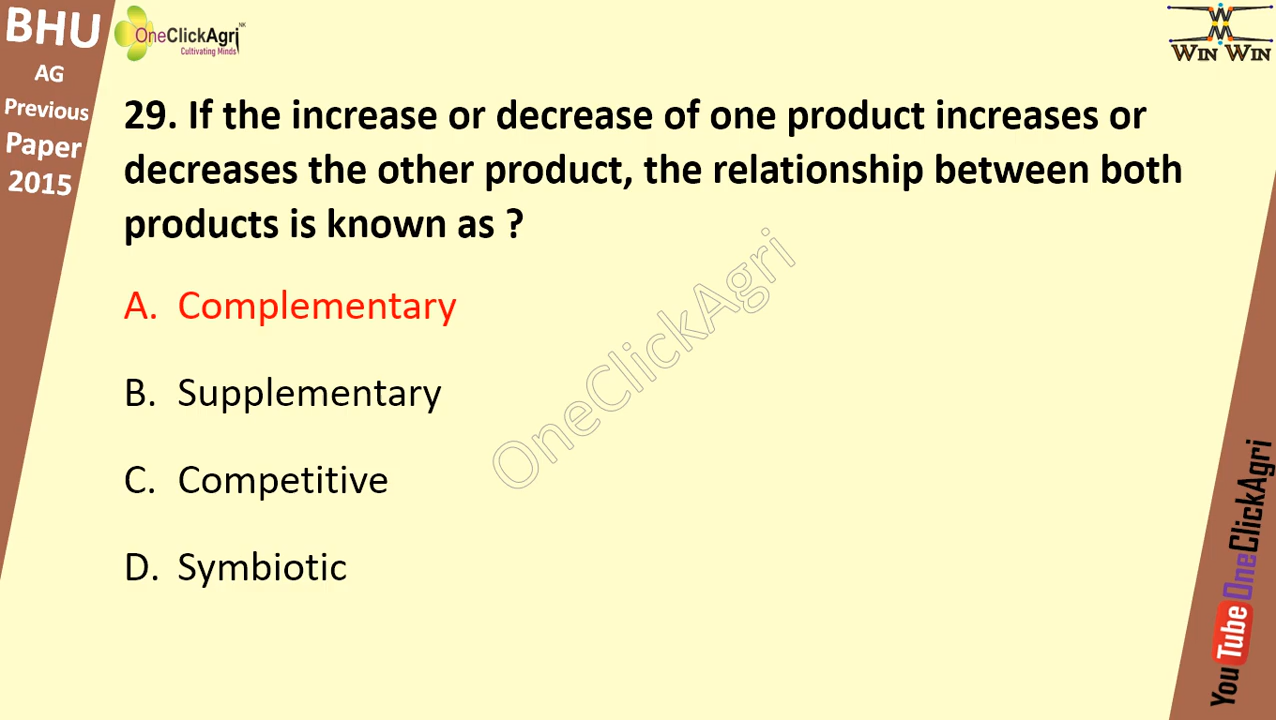 BHU
AG
Previous
Paper
2015
OneClickAgri NK
Cultivating Minds
WIN WIN
29. If the increase or decrease of one product increases or
decreases the other product, the relationship between both
products is known as ?
A. Complementary
B. Supplementary
C. Competitive
D. Symbiotic
OneClickAgri
YouTube OneClickAgri